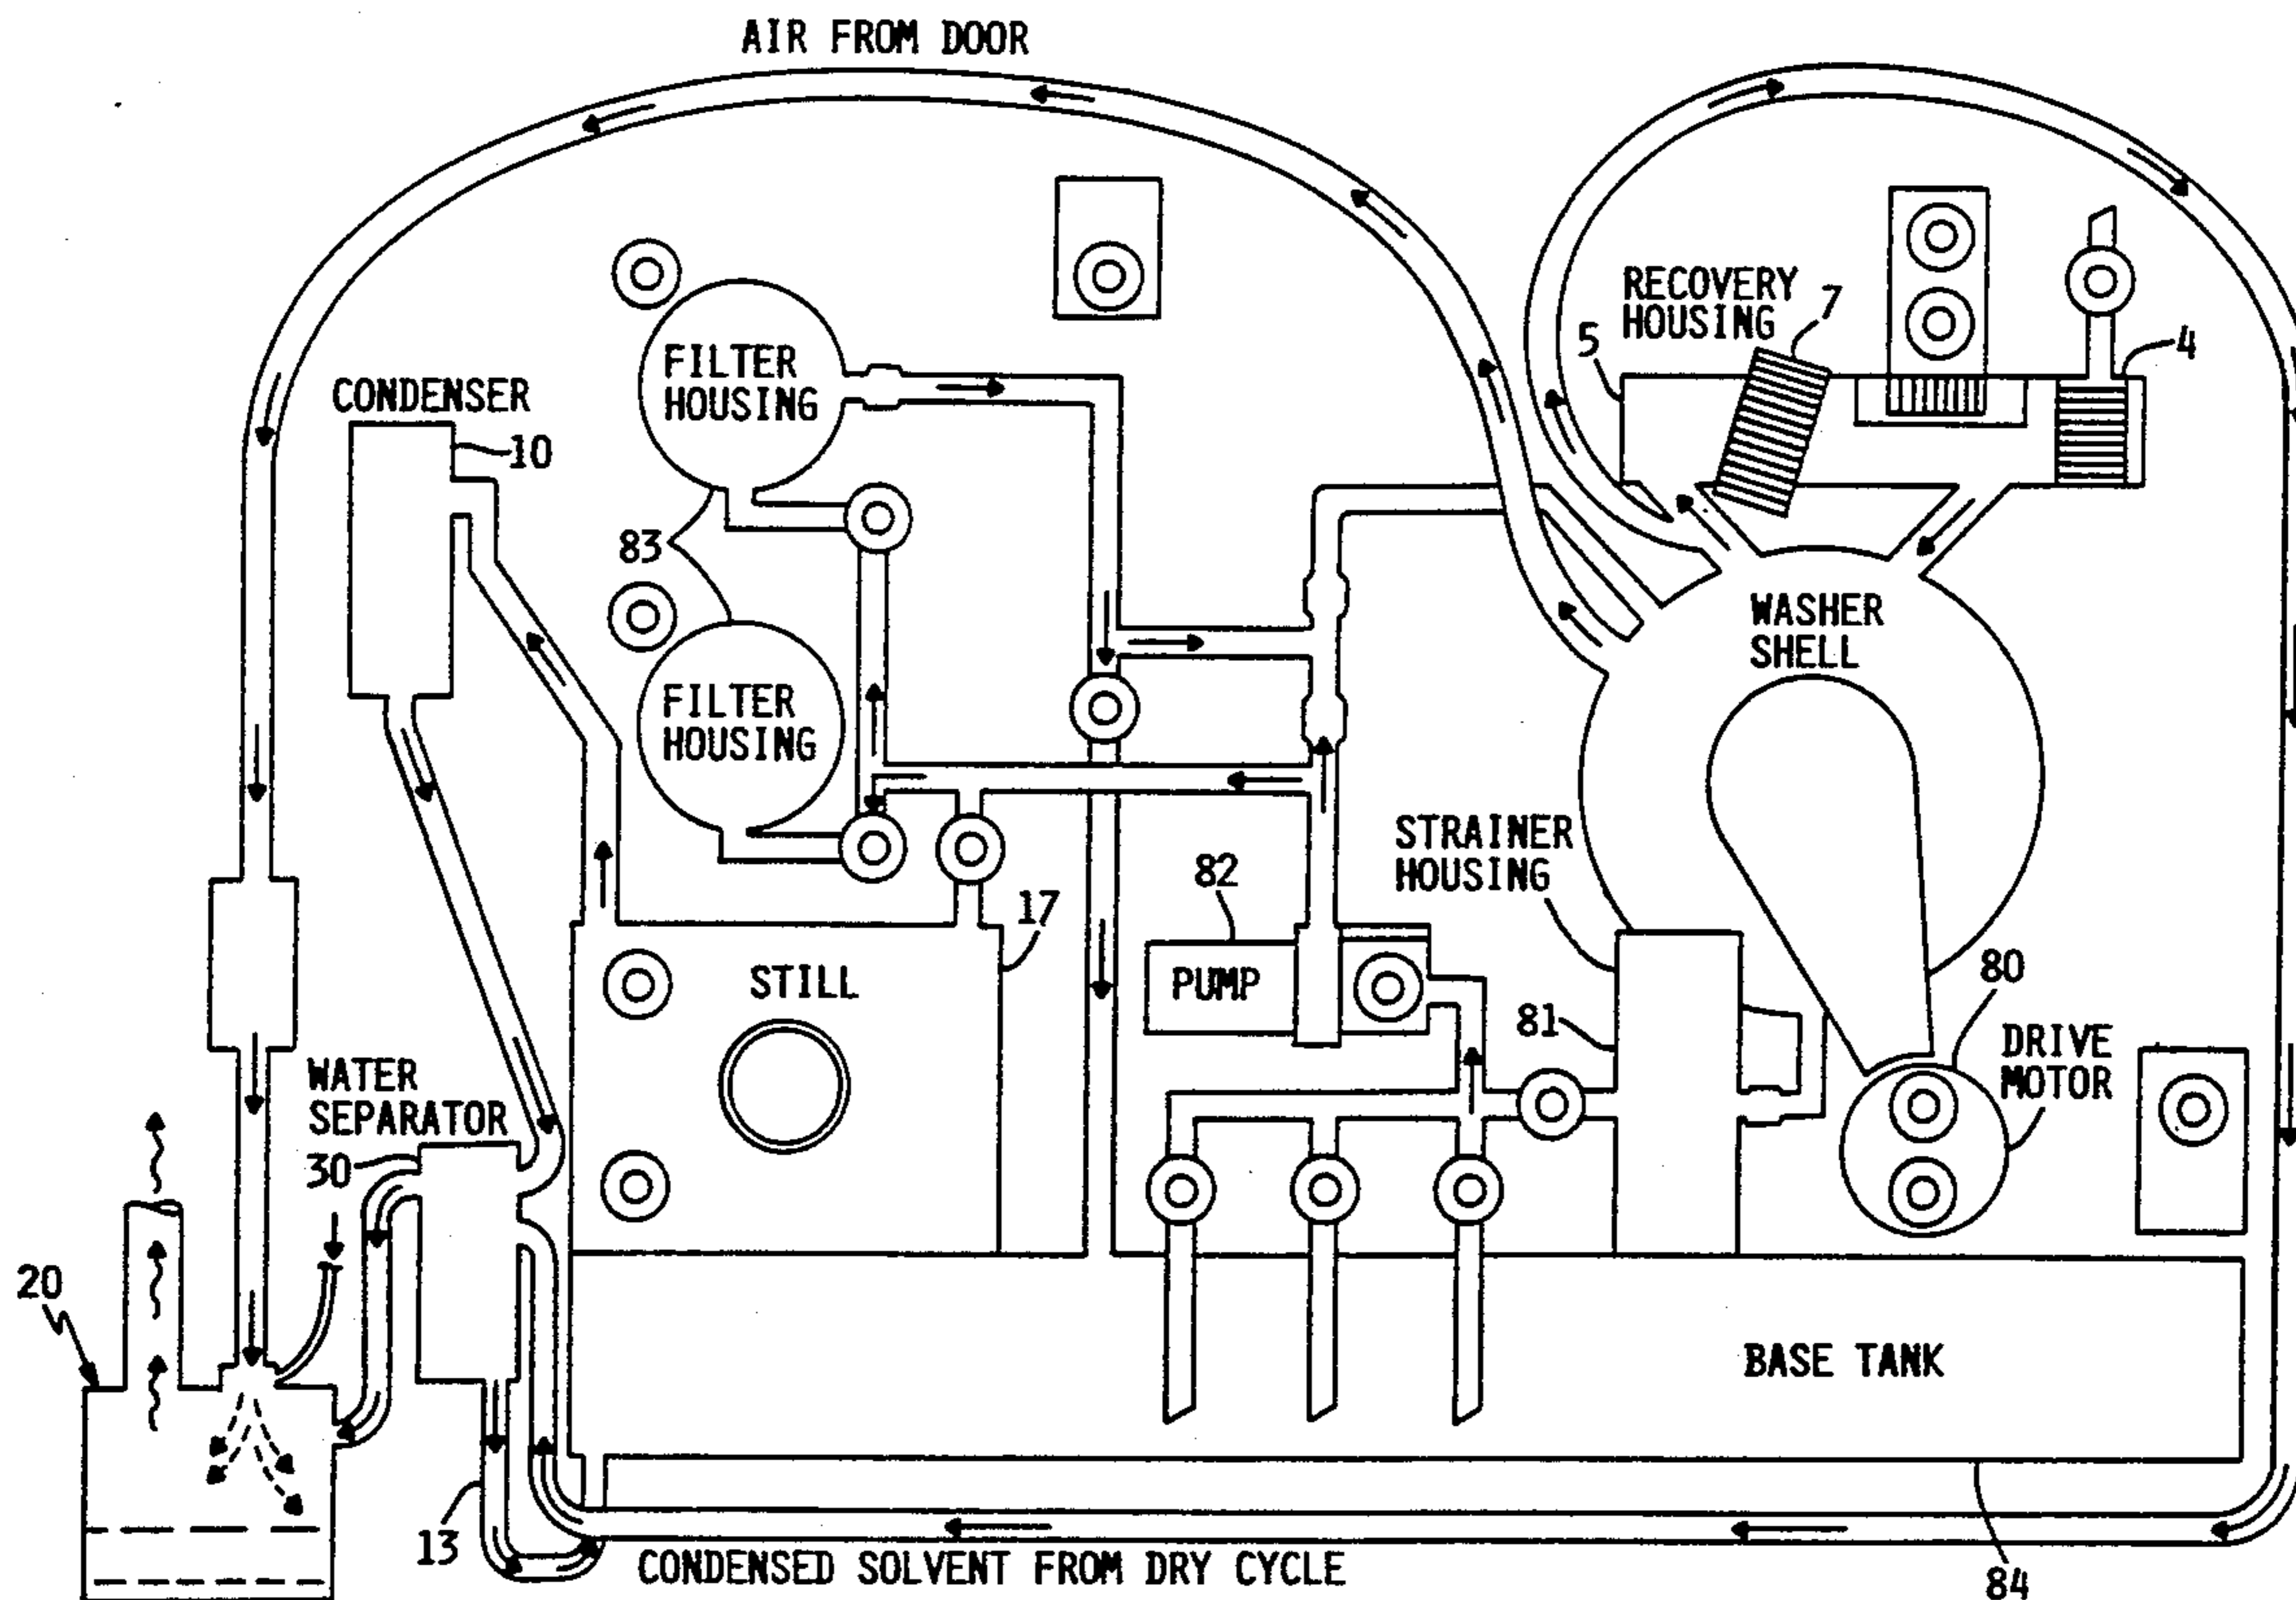 AIR FROM DOOR
RECOVERY
HOUSING
7
5
4
FILTER
HOUSING
CONDENSER
10
83
WASHER
SHELL
FILTER
HOUSING
STRAINER
HOUSING
82
17
STILL
PUMP
80
81
DRIVE
MOTOR
WATER
SEPARATOR
30
20
BASE TANK
13
CONDENSED SOLVENT FROM DRY CYCLE
84